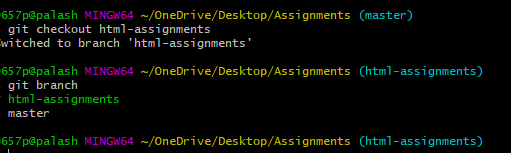 657p@palash MINGW64 ~/OneDrive/Desktop/Assignments (master)
git checkout html-assignments
witched to branch 'html-assignments'
657p@palash MINGW64 ~/OneDrive/Desktop/Assignments (html-assignments)
git branch
html-assignments
master
657p@palash MINGW64 ~/OneDrive/Desktop/Assignments (html-assignments)